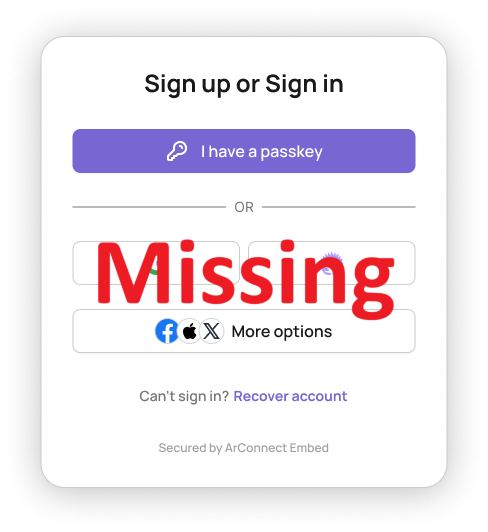 Sign up or Sign in
I have a passkey
OR
Missing
More options
Can't sign in? Recover account
Secured by ArConnect Embed